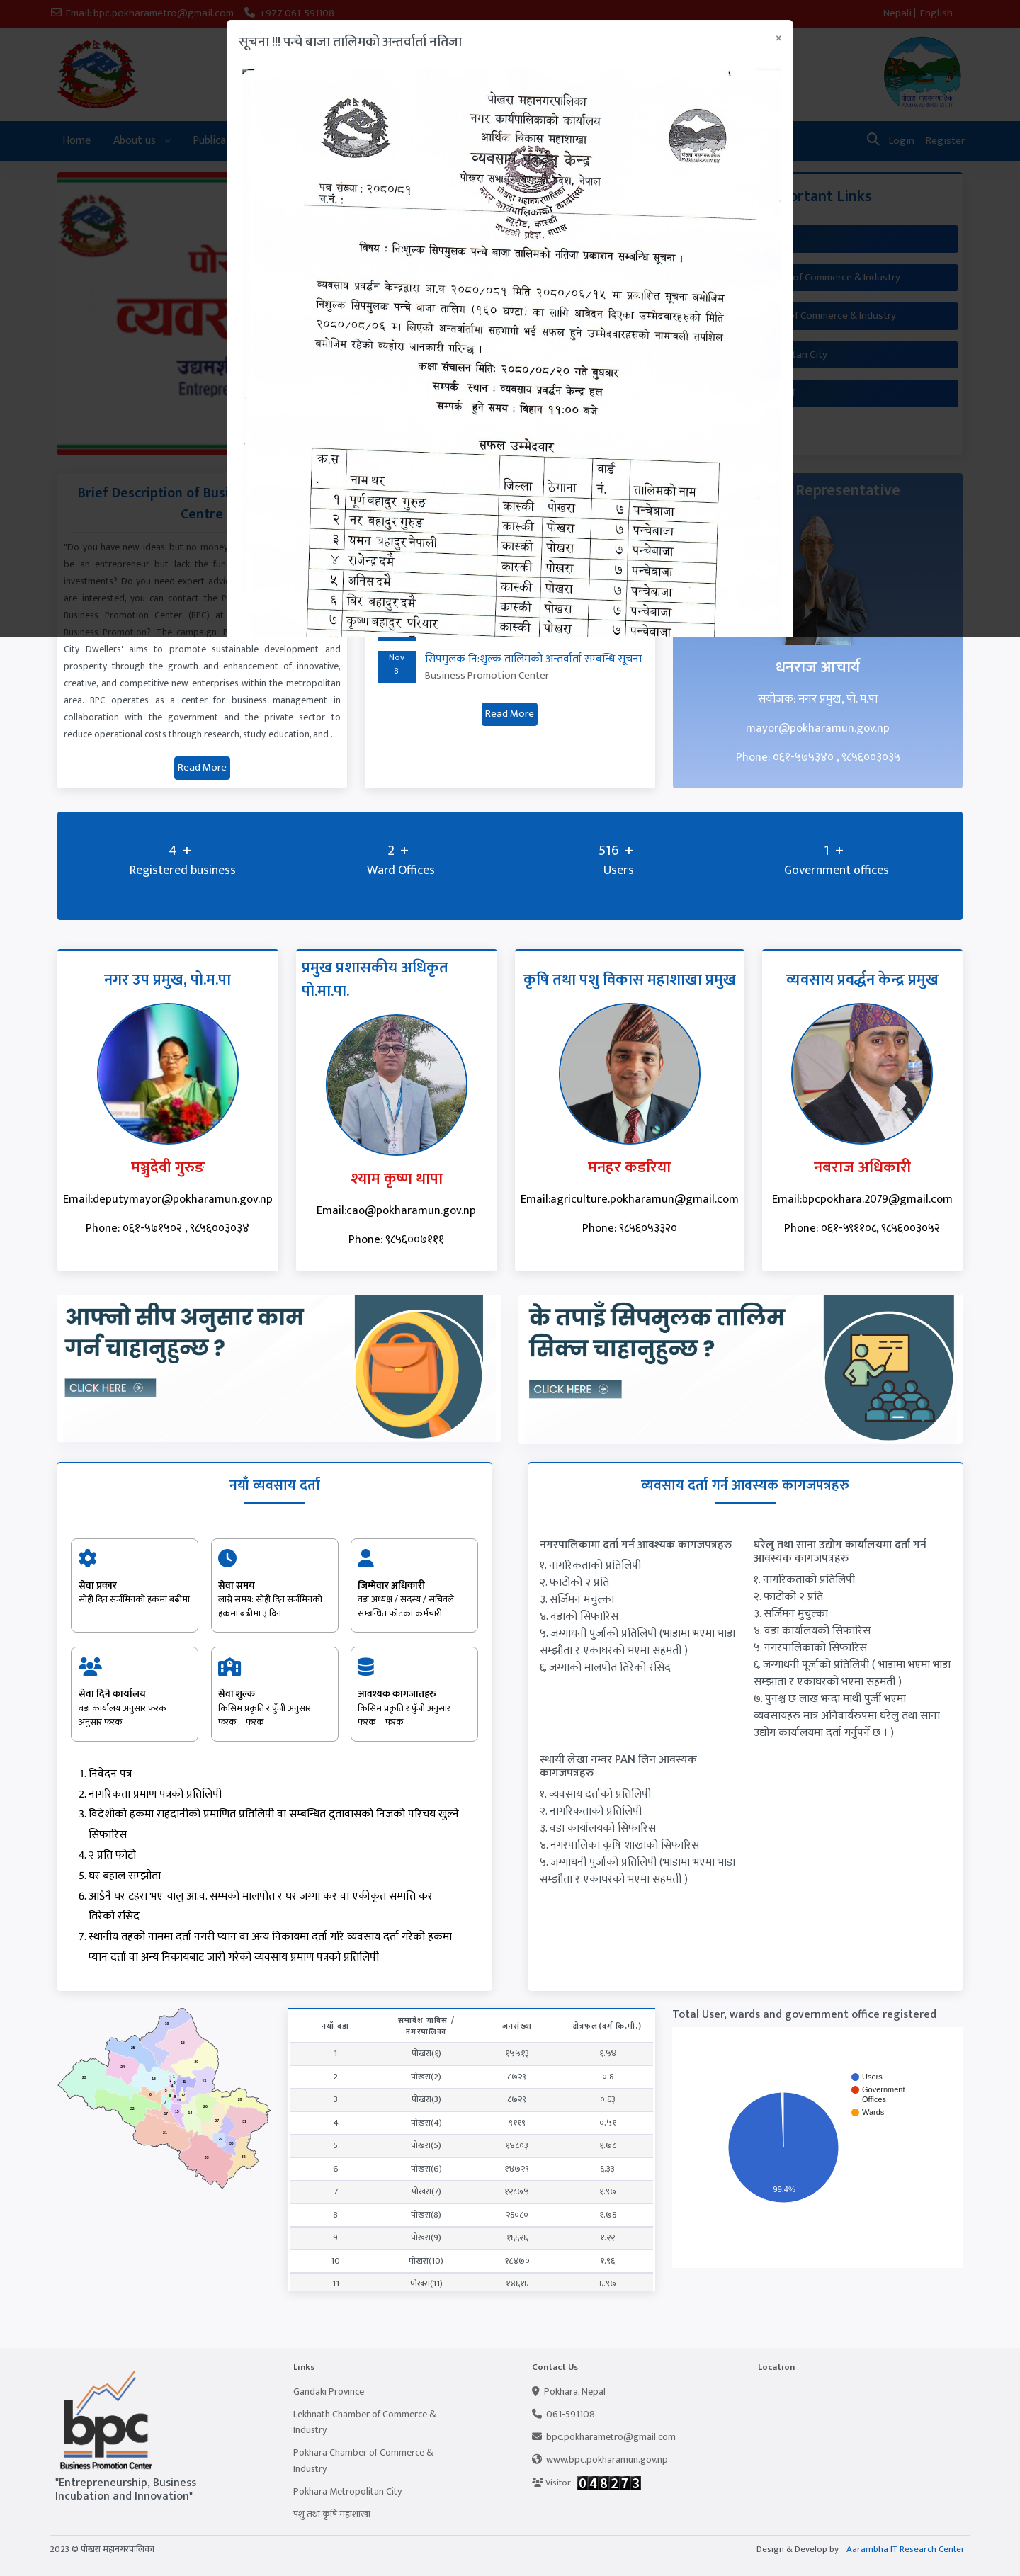 Email: bpc.pokharametro@gmail.com +977 061-591108
Nepali | English
सूचना !!! पन्चे बाजा तालिमको अन्तर्वार्ता नतिजा
×
Home About us Publica
Login Register
पोखरा महानगरपालिका
नगर कार्यपालिकाको कार्यालय
आर्थिक विकास महाशाखा
व्यवसाय प्रवर्द्धन केन्द्र
पत्र संख्या : २०८०/८१
च.नं. :
विषय : नि:शुल्क सिपमुलक पन्चे बाजा तालिमको नतिजा प्रकाशन सम्बन्धि सूचना ।
व्यवसाय प्रवर्द्धन केन्द्रद्वारा आ.व २०८०/०८१ मिति २०८०/०६/१५ मा प्रकाशित सूचना बमोजिम
निशुल्क सिपमुलक पन्चे बाजा तालिम (१६० घण्टा) का लागि आवेदन दिएका उम्मेदवारहरुको मिति
२०८०/०८/०६ मा लिएको अन्तर्वार्तामा सहभागी भई सफल हुने उम्मेदवारहरुको नामावली तपशिल
बमोजिम रहेको व्यहोरा जानकारी गरिन्छ ।
कक्षा संचालन मिति: २०८०/०८/२० गते बुधबार
सम्पर्क स्थान : व्यवसाय प्रवर्द्धन केन्द्र हल
सम्पर्क हुने समय : विहान ११:०० बजे
सफल उम्मेदवार
क्र.स. नाम थर जिल्ला ठेगाना वार्ड नं. तालिमको नाम
१ पूर्ण बहादुर गुरुङ कास्की पोखरा ७ पन्चेबाजा
२ नर बहादुर गुरुङ कास्की पोखरा ७ पन्चेबाजा
३ यमन बहादुर नेपाली कास्की पोखरा ७ पन्चेबाजा
४ राजेन्द्र दमै कास्की पोखरा ७ पन्चेबाजा
५ अनिस दमै कास्की पोखरा ७ पन्चेबाजा
६ बिर बहादुर दमै कास्की पोखरा ७ पन्चेबाजा
७ कृष्ण बहादुर परियार कास्की पोखरा ७ पन्चेबाजा
ortant Links
of Commerce & Industry
of Commerce & Industry
tan City
Brief Description of Busi
Centre
"Do you have new ideas, but no money
be an entrepreneur but lack the fun
investments? Do you need expert advi
are interested, you can contact the P
Business Promotion Center (BPC) at
Business Promotion? The campaign T
City Dwellers' aims to promote sustainable development and
prosperity through the growth and enhancement of innovative,
creative, and competitive new enterprises within the metropolitan
area. BPC operates as a center for business management in
collaboration with the government and the private sector to
reduce operational costs through research, study, education, and ...
Read More
Nov
8
सिपमुलक नि:शुल्क तालिमको अन्तर्वार्ता सम्बन्धि सूचना
Business Promotion Center
Read More
Representative
धनराज आचार्य
संयोजक: नगर प्रमुख, पो. म.पा
mayor@pokharamun.gov.np
Phone: ०६१-५७५३४० , ९८५६००३०३५
4 +
Registered business
2 +
Ward Offices
516 +
Users
1 +
Government offices
नगर उप प्रमुख, पो.म.पा
मञ्जुदेवी गुरुङ
Email:deputymayor@pokharamun.gov.np
Phone: ०६१-५७१५०२ , ९८५६००३०३४
प्रमुख प्रशासकीय अधिकृत
पो.मा.पा.
श्याम कृष्ण थापा
Email:cao@pokharamun.gov.np
Phone: ९८५६००७१११
कृषि तथा पशु विकास महाशाखा प्रमुख
मनहर कडरिया
Email:agriculture.pokharamun@gmail.com
Phone: ९८५६०५३३२०
व्यवसाय प्रवर्द्धन केन्द्र प्रमुख
नबराज अधिकारी
Email:bpcpokhara.2079@gmail.com
Phone: ०६१-५९११०८, ९८५६००३०५२
आफ्नो सीप अनुसार काम
गर्न चाहानुहुन्छ ?
CLICK HERE
के तपाइँ सिपमुलक तालिम
सिक्न चाहानुहुन्छ ?
CLICK HERE
नयाँ व्यवसाय दर्ता
सेवा प्रकार
सोही दिन सर्जमिनको हकमा बढीमा
सेवा समय
लाग्ने समय: सोही दिन सर्जमिनको
हकमा बढीमा ३ दिन
जिम्मेवार अधिकारी
वडा अध्यक्ष / सदस्य / सचिवले
सम्बन्धित फाँटका कर्मचारी
सेवा दिने कार्यालय
वडा कार्यालय अनुसार फरक
अनुसार फरक
सेवा शुल्क
किसिम प्रकृति र पुँजी अनुसार
फरक – फरक
आवश्यक कागजातहरु
किसिम प्रकृति र पुँजी अनुसार
फरक – फरक
1. निवेदन पत्र
2. नागरिकता प्रमाण पत्रको प्रतिलिपी
3. विदेशीको हकमा राहदानीको प्रमाणित प्रतिलिपी वा सम्बन्धित दुतावासको निजको परिचय खुल्ने
सिफारिस
4. २ प्रति फोटो
5. घर बहाल सम्झौता
6. आSनै घर टहरा भए चालु आ.व. सम्मको मालपोत र घर जग्गा कर वा एकीकृत सम्पत्ति कर
तिरेको रसिद
7. स्थानीय तहको नाममा दर्ता नगरी प्यान वा अन्य निकायमा दर्ता गरि व्यवसाय दर्ता गरेको हकमा
प्यान दर्ता वा अन्य निकायबाट जारी गरेको व्यवसाय प्रमाण पत्रको प्रतिलिपी
व्यवसाय दर्ता गर्न आवस्यक कागजपत्रहरु
नगरपालिकामा दर्ता गर्न आवश्यक कागजपत्रहरु
१. नागरिकताको प्रतिलिपी
२. फाटोको २ प्रति
३. सर्जिमन मचुल्का
४. वडाको सिफारिस
५. जग्गाधनी पुर्जाको प्रतिलिपी (भाडामा भएमा भाडा
सम्झौता र एकाघरको भएमा सहमती )
६. जग्गाको मालपोत तिरेको रसिद
घरेलु तथा साना उद्योग कार्यालयमा दर्ता गर्न
आवस्यक कागजपत्रहरु
१. नागरिकताको प्रतिलिपी
२. फाटोको २ प्रति
३. सर्जिमन मुचुल्का
४. वडा कार्यालयको सिफारिस
५. नगरपालिकाको सिफारिस
६. जग्गाधनी पूर्जाको प्रतिलिपी ( भाडामा भएमा भाडा
सम्झाता र एकाघरको भएमा सहमती )
७. पुनश्च छ लाख भन्दा माथी पुर्जी भएमा
व्यवसायहरु मात्र अनिवार्यरुपमा घरेलु तथा साना
उद्योग कार्यालयमा दर्ता गर्नुपर्ने छ । )
स्थायी लेखा नम्वर PAN लिन आवस्यक
कागजपत्रहरु
१. व्यवसाय दर्ताको प्रतिलिपी
२. नागरिकताको प्रतिलिपी
३. वडा कार्यालयको सिफारिस
४. नगरपालिका कृषि शाखाको सिफारिस
५. जग्गाधनी पुर्जाको प्रतिलिपी (भाडामा भएमा भाडा
सम्झौता र एकाघरको भएमा सहमती )
नयाँ वडा समावेश गाविस / नगरपालिका जनसंख्या क्षेत्रफल (वर्ग कि.मी.)
1 पोखरा(१) १५५१३ १.५४
2 पोखरा(2) ८७२९ ०.६
3 पोखरा(3) ८७२९ ०.६३
4 पोखरा(4) ९११९ ०.५१
5 पोखरा(5) १४८०३ १.७८
6 पोखरा(6) १४७२९ ६.३३
7 पोखरा(7) १२८७५ १.९७
8 पोखरा(8) २६०८० १.७६
9 पोखरा(9) १६६२६ १.२२
10 पोखरा(10) १८४७० १.९६
11 पोखरा(11) १४६१६ ६.९७
Total User, wards and government office registered
Users
Government
Offices
Wards
99.4%
bpc
Business Promotion Center
"Entrepreneurship, Business
Incubation and Innovation"
Links
Gandaki Province
Lekhnath Chamber of Commerce &
Industry
Pokhara Chamber of Commerce &
Industry
Pokhara Metropolitan City
पशु तथा कृषि महाशाखा
Contact Us
Pokhara, Nepal
061-591108
bpc.pokharametro@gmail.com
www.bpc.pokharamun.gov.np
Visitor : 048273
Location
2023 © पोखरा महानगरपालिका
Design & Develop by Aarambha IT Research Center